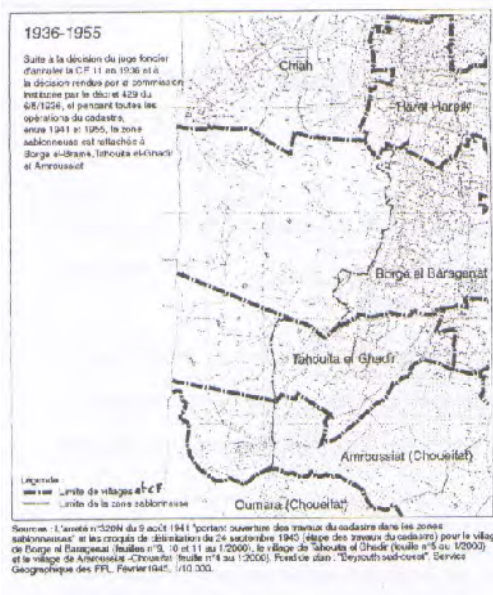 1936-1955
Suite à la décision du juge foncier
d'annuler la CF 11 en 1936 et à
la décision rendue par la commission
instituée par le décret 429 du
6/8/1936, et pendant toutes les
opérations du cadastre,
entre 1941 et 1955, la zone
sablonneuse est rattachée à
Borge el-Brajne, Tahouita el-Ghadir
et Amroussiat
Chiah
Haret Horeik
Borge el Baragenat
Tahouita el Ghadir
Amroussiat (Choueifat)
Oumara (Choueifat)
Légende
Limite de villages et CF
Limite de la zone sablonneuse
Sources : L'arrêté n°320N du 9 août 1941 "portant ouverture des travaux du cadastre dans les zones
sablonneuses" et les croquis de délimitation du 24 septembre 1943 (étape des travaux du cadastre) pour le village
de Borge el Baragenat (feuilles n°9, 10 et 11 au 1/2000), le village de Tahouita el Ghadir (feuille n°5 au 1/2000)
et le village de Amroussiat -Choueifat (feuille n°4 au 1:2000). Fond de plan : "Beyrouth sud-ouest", Service
Géographique des FFL, Février 1945, 1/10 000.